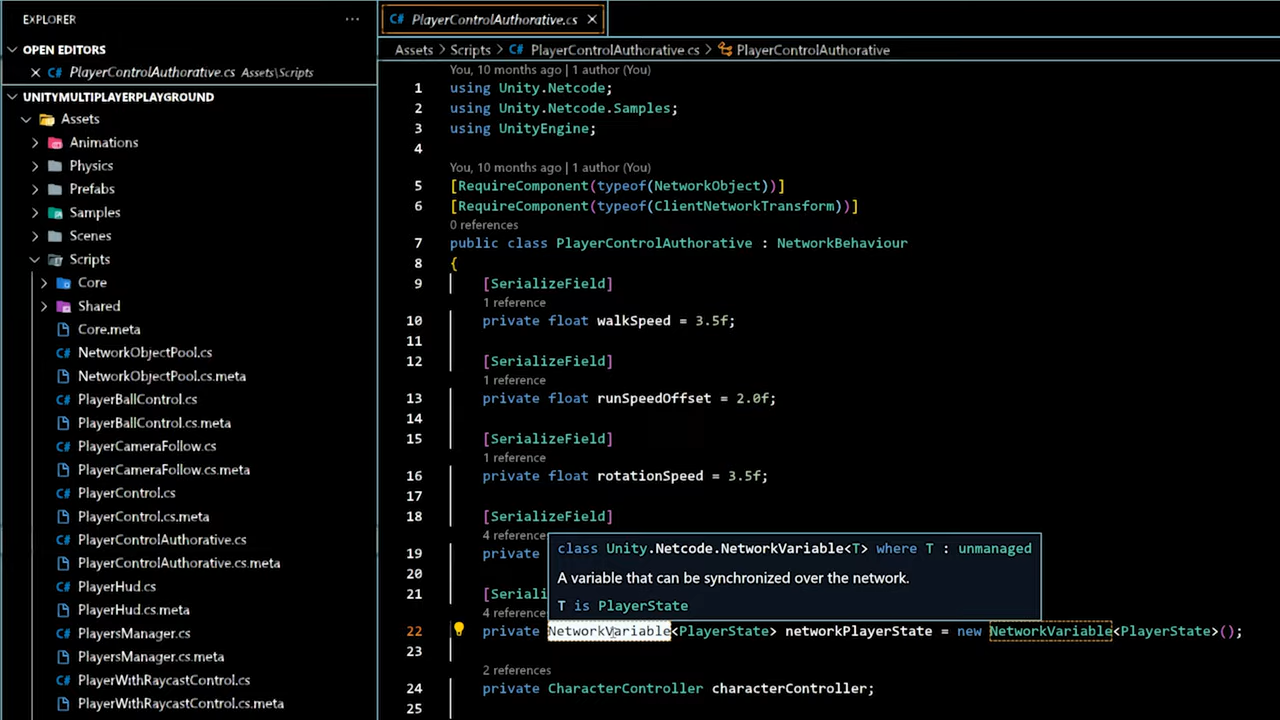 EXPLORER
OPEN EDITORS
PlayerControlAuthorative.cs Assets\Scripts
UNITYMULTIPLAYERPLAYGROUND
Assets
Animations
Physics
Prefabs
Samples
Scenes
Scripts
Core
Shared
Core.meta
NetworkObjectPool.cs
NetworkObjectPool.cs.meta
PlayerBallControl.cs
PlayerBallControl.cs.meta
PlayerCameraFollow.cs
PlayerCameraFollow.cs.meta
PlayerControl.cs
PlayerControl.cs.meta
PlayerControlAuthorative.cs
PlayerControlAuthorative.cs.meta
PlayerHud.cs
PlayerHud.cs.meta
PlayersManager.cs
PlayersManager.cs.meta
PlayerWithRaycastControl.cs
PlayerWithRaycastControl.cs.meta
PlayerControlAuthorative.cs
Assets > Scripts > PlayerControlAuthorative.cs > PlayerControlAuthorative
You, 10 months ago | 1 author (You)
1 using Unity.Netcode;
2 using Unity.Netcode.Samples;
3 using UnityEngine;
4
You, 10 months ago | 1 author (You)
5 [RequireComponent(typeof(NetworkObject))]
6 [RequireComponent(typeof(ClientNetworkTransform))]
0 references
7 public class PlayerControlAuthorative : NetworkBehaviour
8 {
9 [SerializeField]
1 reference
10 private float walkSpeed = 3.5f;
11
12 [SerializeField]
1 reference
13 private float runSpeedOffset = 2.0f;
14
15 [SerializeField]
1 reference
16 private float rotationSpeed = 3.5f;
17
18 [SerializeField]
4 reference
19 private
20
21 [Seria
4 reference
class Unity.Netcode.NetworkVariable<T> where T : unmanaged
A variable that can be synchronized over the network.
T is PlayerState
22 private NetworkVariable<PlayerState> networkPlayerState = new NetworkVariable<PlayerState>();
23
2 references
24 private CharacterController characterController;
25